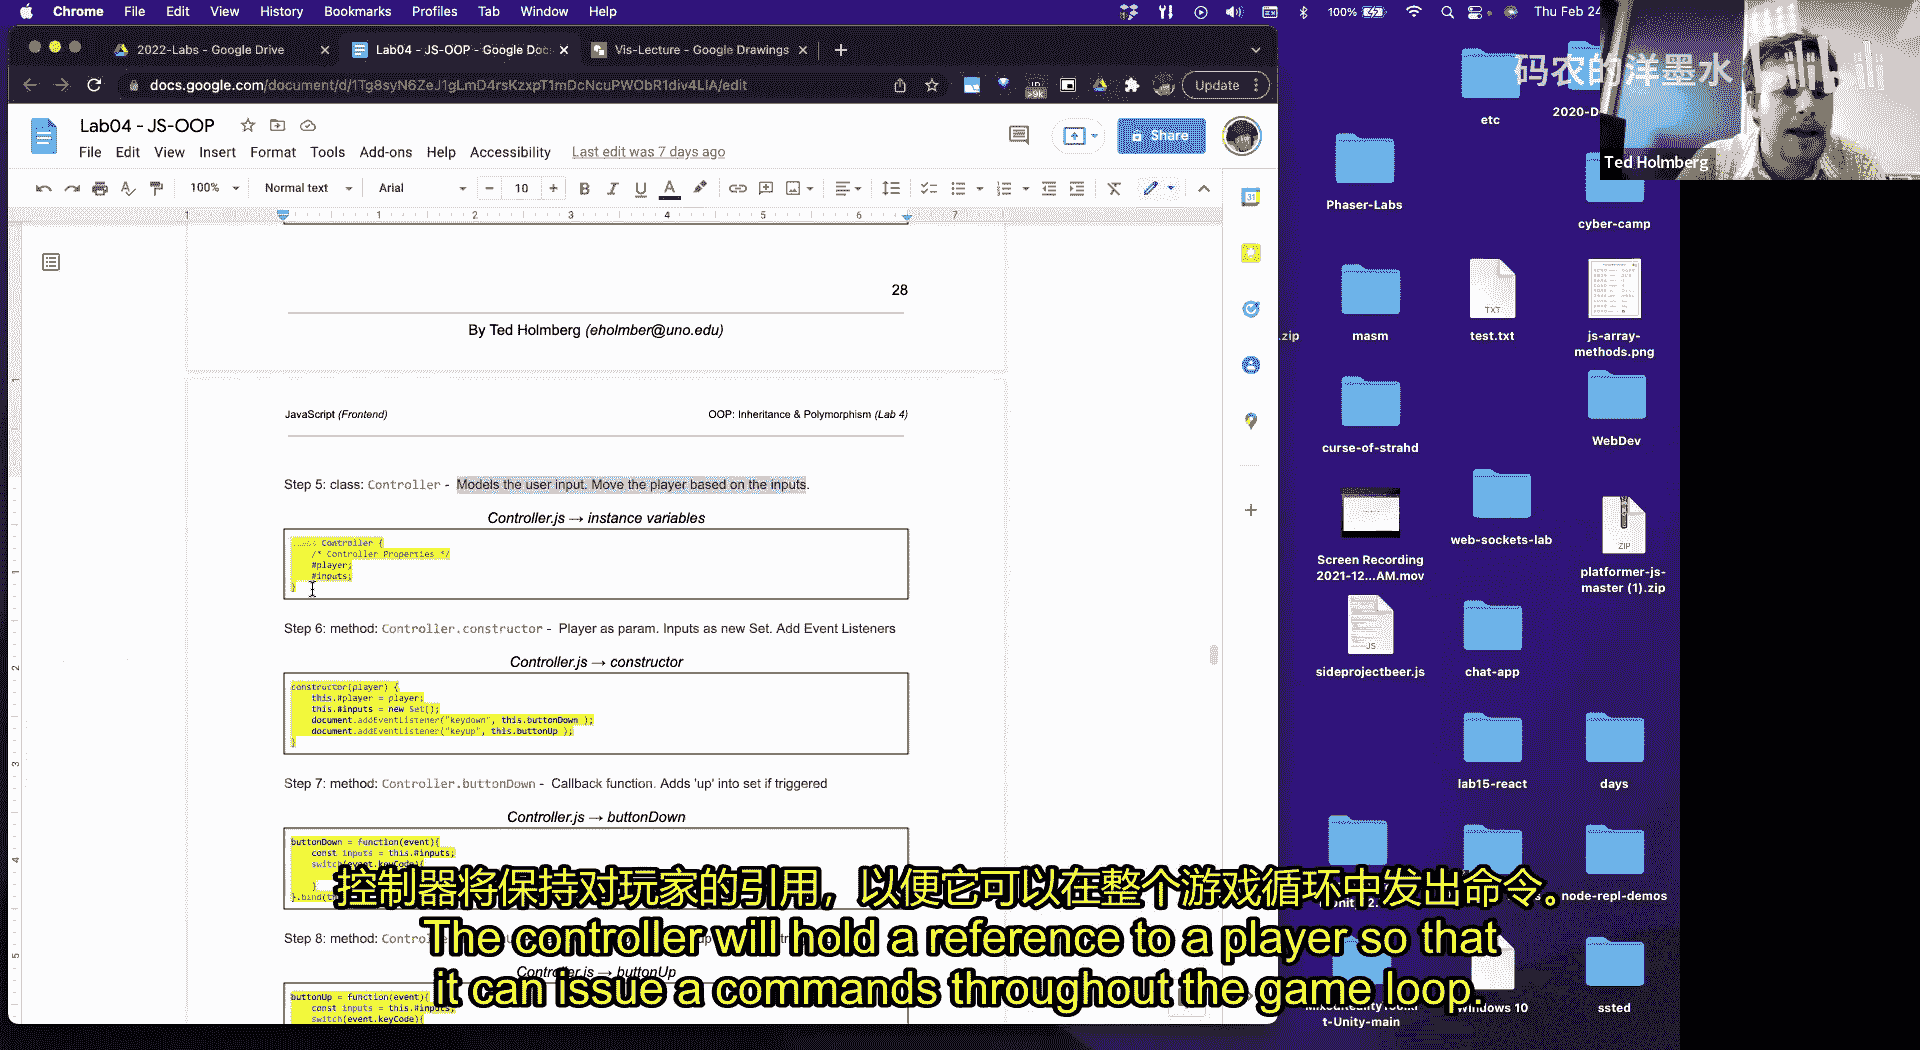 Chrome File Edit View History Bookmarks Profiles Tab Window Help
100%
Thu Feb 24
2022-Labs - Google Drive
Lab04 - JS-OOP - Google Doc
Vis-Lecture - Google Drawings
docs.google.com/document/d/1Tg8syN6ZeJ1gLmD4rsKzxpT1mDcNcuPWObR1div4LIA/edit
Update
码农的洋墨水
bilibili
Ted Holmberg
Lab04 - JS-OOP
Share
File Edit View Insert Format Tools Add-ons Help Accessibility
Last edit was 7 days ago
100% Normal text Arial 10
28
By Ted Holmberg (eholmber@uno.edu)
JavaScript (Frontend)
OOP: Inheritance & Polymorphism (Lab 4)
Step 5: class: Controller - Models the user input. Move the player based on the inputs.
Controller.js → instance variables
Controller {
/* Controller Properties */
#player;
#inputs;
}
Step 6: method: Controller.constructor - Player as param. Inputs as new Set. Add Event Listeners
Controller.js → constructor
constructor(player) {
this.#player = player;
this.#inputs = new Set();
document.addEventListener("keydown", this.buttonDown );
document.addEventListener("keyup", this.buttonUp );
}
Step 7: method: Controller.buttonDown - Callback function. Adds 'up' into set if triggered
Controller.js → buttonDown
buttonDown = function(event){
const inputs = this.#inputs;
switch(event.keyCode){
Step 8: method:
Controller.js → buttonUp
buttonUp = function(event){
const inputs = this.#inputs;
switch(event.keyCode){
etc
2020-D
Phaser-Labs
cyber-camp
.zip
masm
TXT
test.txt
js-array-
methods.png
curse-of-strahd
WebDev
Screen Recording
2021-12...AM.mov
web-sockets-lab
ZIP
platformer-js-
master (1).zip
JS
sideprojectbeer.js
chat-app
lab15-react
days
node-repl-demos
t-Unity-main
Windows 10
ssted
控制器将保持对玩家的引用，以便它可以在整个游戏循环中发出命令。
The controller will hold a reference to a player so that
it can issue a commands throughout the game loop.